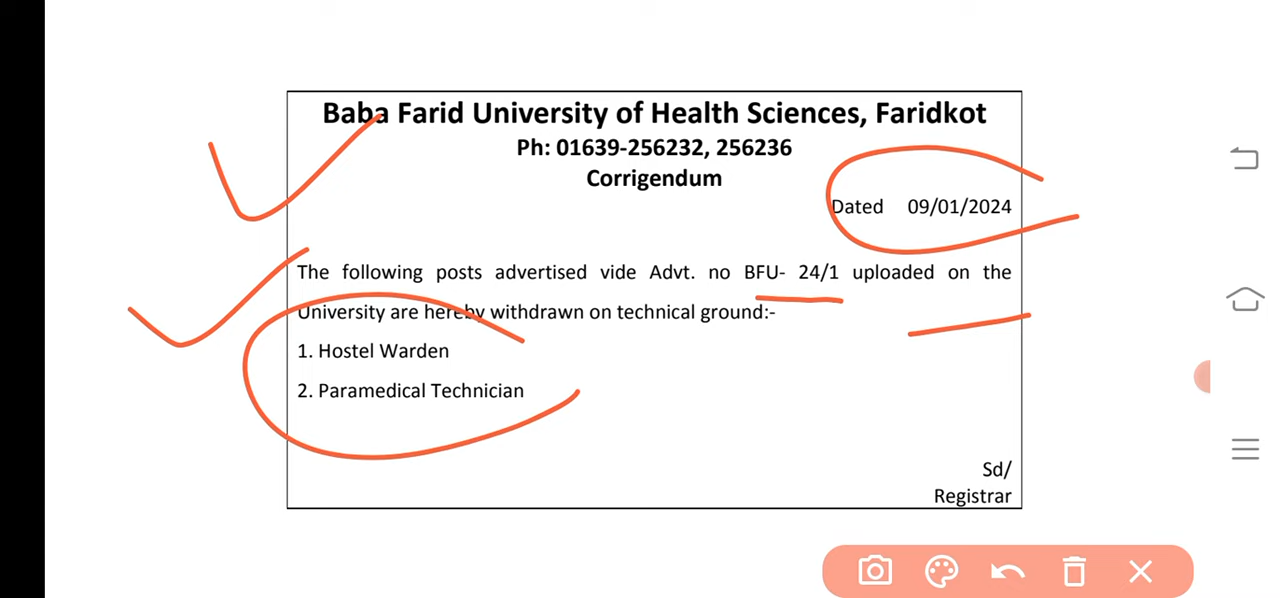 Baba Farid University of Health Sciences, Faridkot
Ph: 01639-256232, 256236
Corrigendum
Dated 09/01/2024
The following posts advertised vide Advt. no BFU- 24/1 uploaded on the
University are hereby withdrawn on technical ground:-
1. Hostel Warden
2. Paramedical Technician
Sd/
Registrar